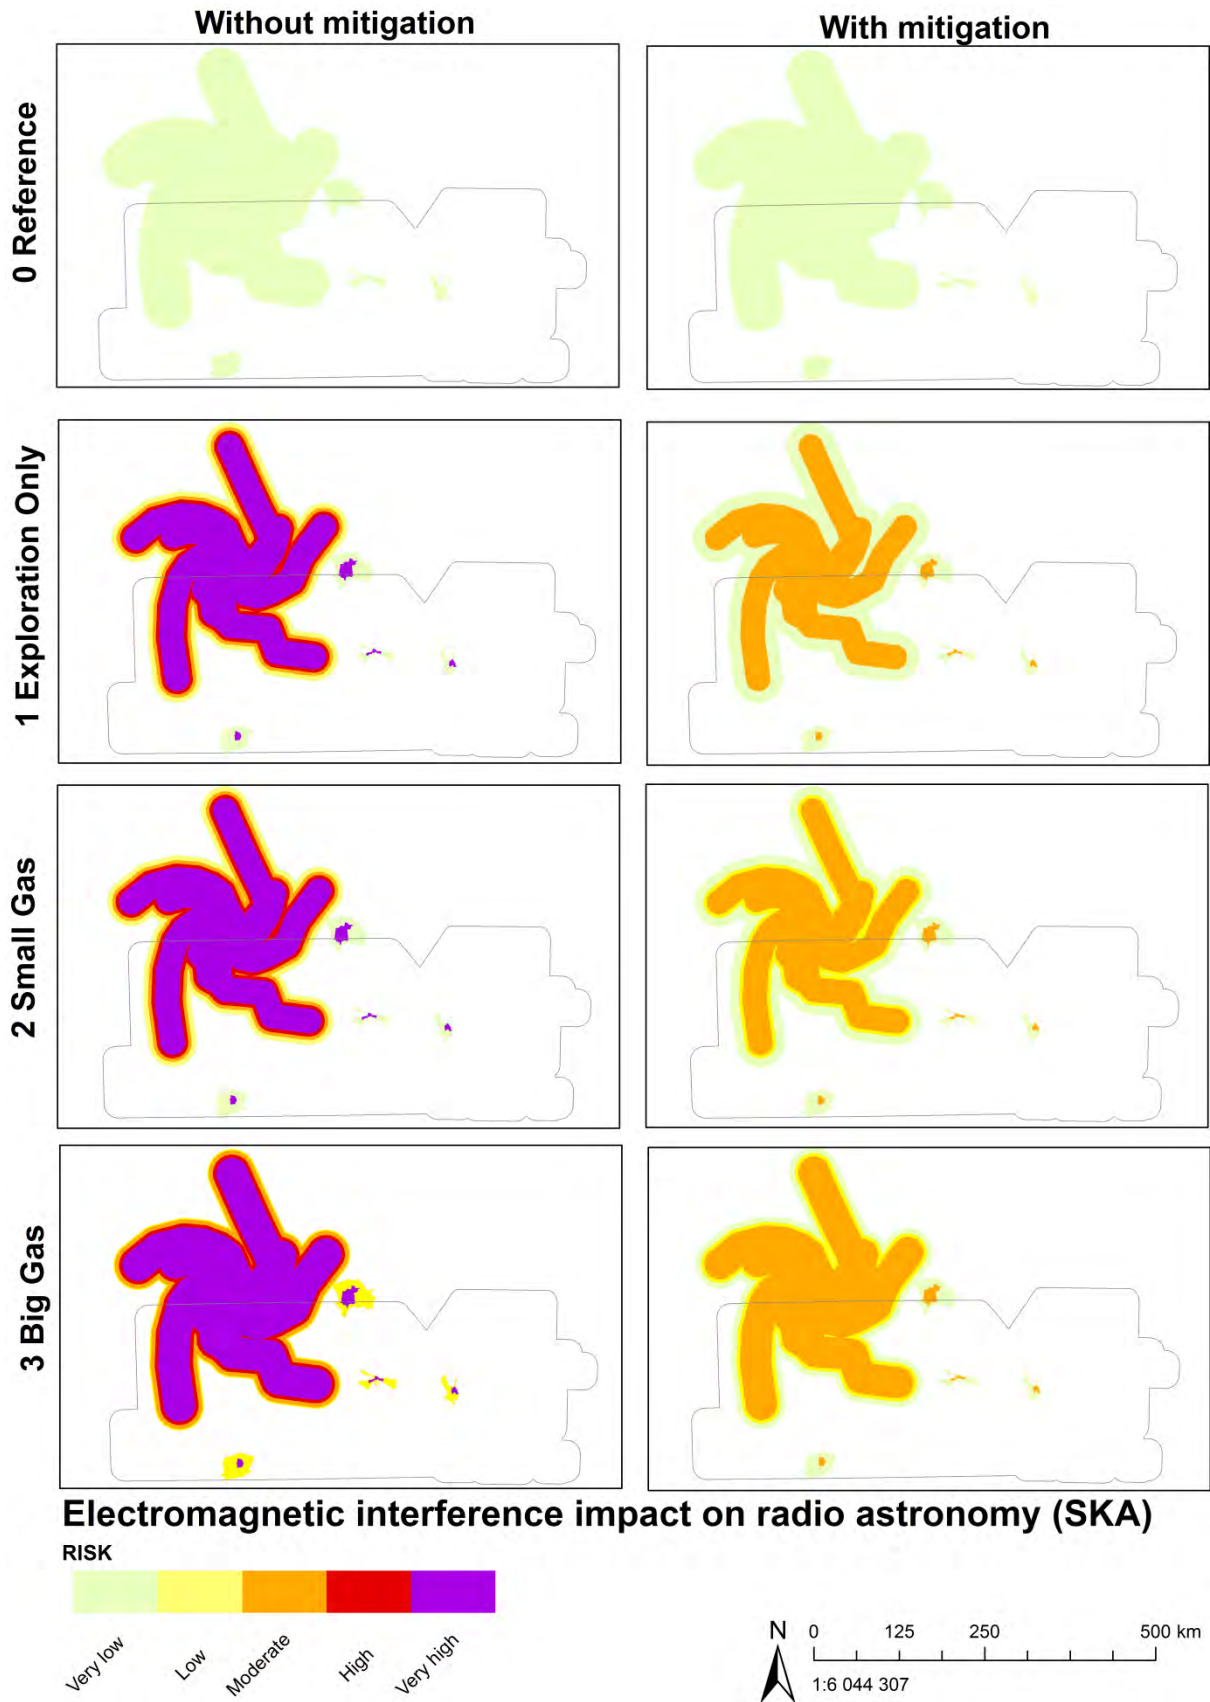 Without mitigation
With mitigation
0 Reference
1 Exploration Only
2 Small Gas
3 Big Gas
Electromagnetic interference impact on radio astronomy (SKA)
RISK
Very low
Low
Moderate
High
Very high
N
0 125 250 500 km
1:6 044 307